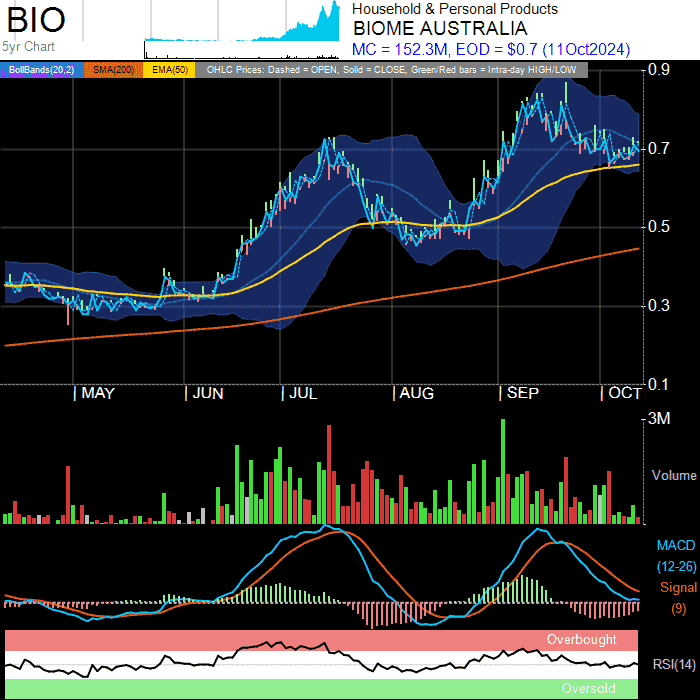 BIO
5yr Chart
Household & Personal Products
BIOME AUSTRALIA
MC = 152.3M, EOD = $0.7 (11Oct2024)
BollBands(20,2) SMA(200) EMA(50) OHLC Prices: Dashed = OPEN, Solid = CLOSE, Green/Red bars = Intra-day HIGH/LOW
0.9
0.7
0.5
0.3
0.1
| MAY | JUN | JUL | AUG | SEP | OCT
3M
Volume
MACD
(12-26)
Signal
(9)
Overbought
RSI(14)
Oversold